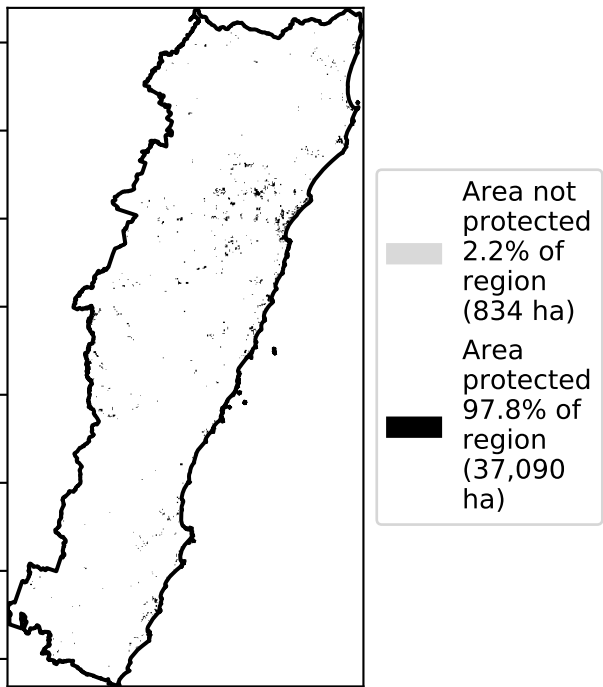 Area not
protected
2.2% of
region
(834 ha)
Area
protected
97.8% of
region
(37,090
ha)